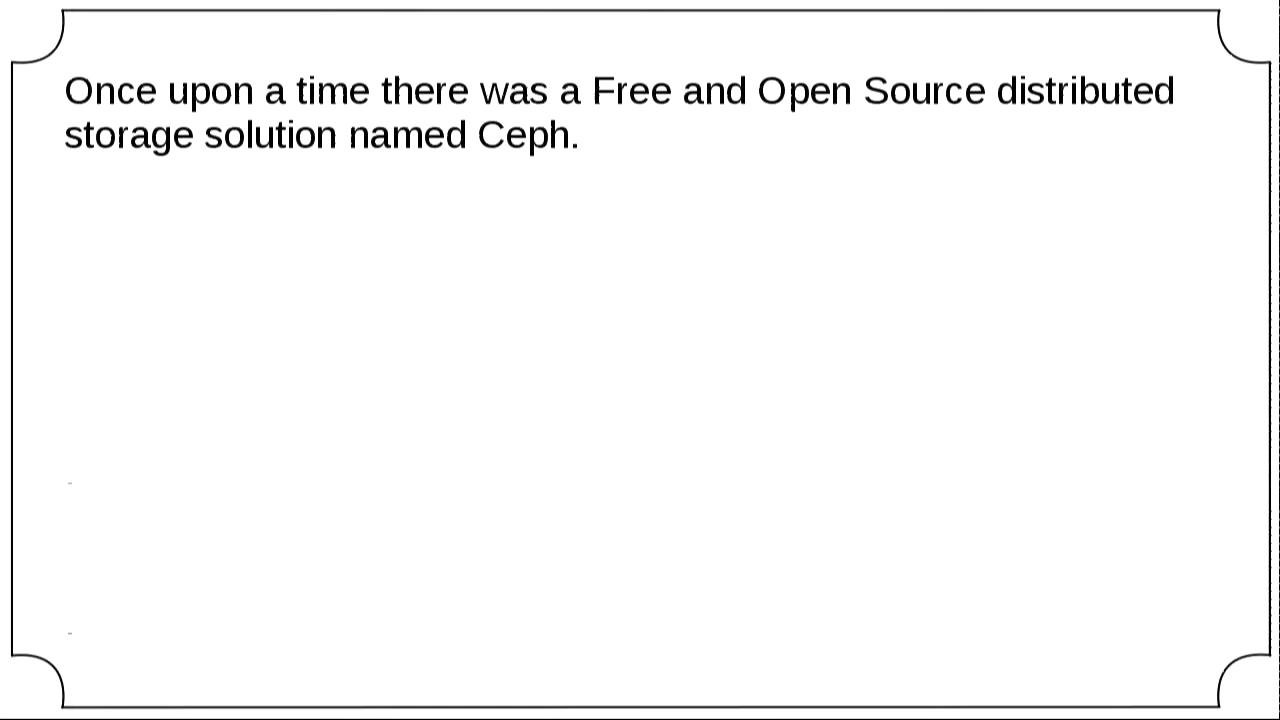 Once upon a time there was a Free and Open Source distributed
storage solution named Ceph.